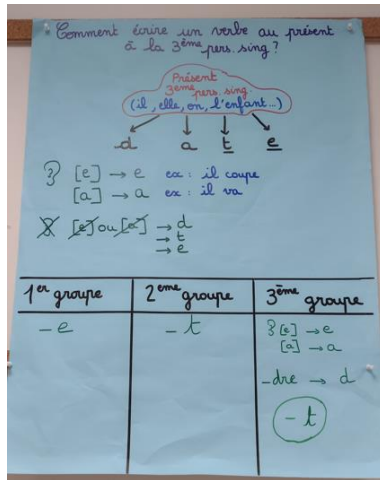 Comment écrire un verbe au présent
à la 3ème pers. sing ?
Présent
3ème pers. sing.
(il, elle, on, l'enfant...)
d a t e
[e] → e ex : il coupe
[a] → a ex : il va
[e] ou [a] → d
→ t
→ e
1er groupe 2ème groupe 3ème groupe
- e - t [e] → e
[a] → a
- dre → d
- t